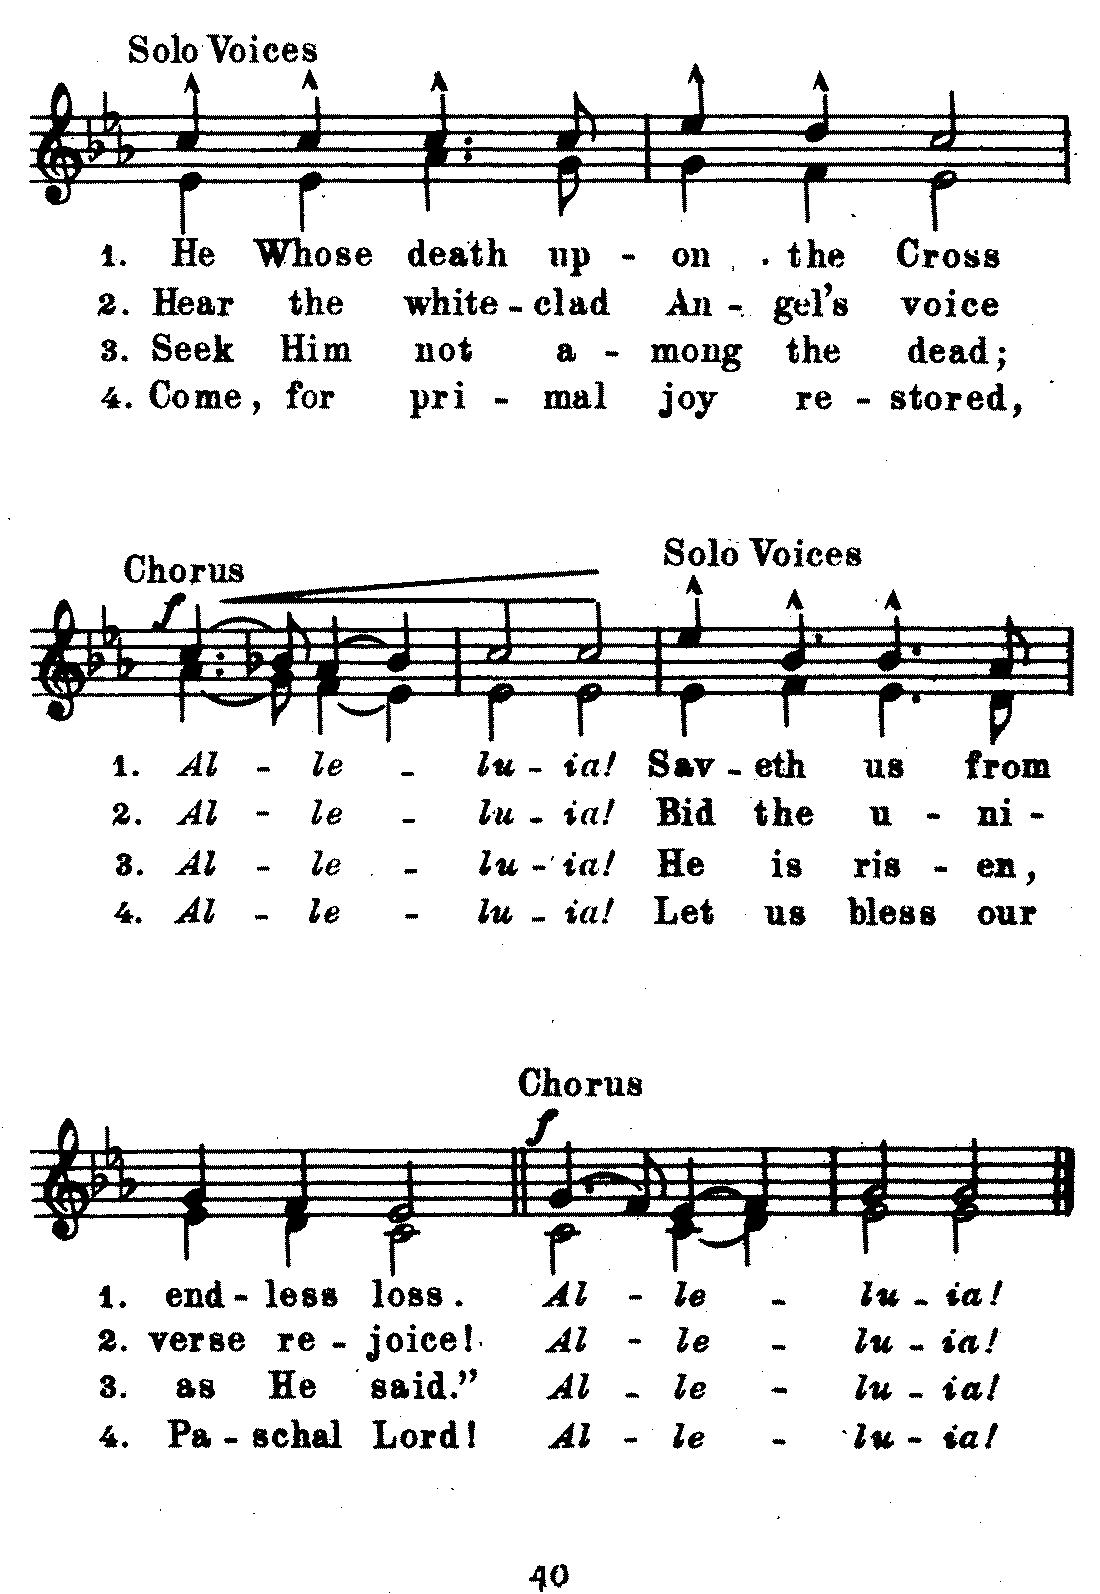 Solo Voices
1. He Whose death up - on the Cross
2. Hear the white - clad An - gel's voice
3. Seek Him not a - mong the dead;
4. Come, for pri - mal joy re - stored,
Chorus
Solo Voices
f
1. Al - le - lu - ia! Sav - eth us from
2. Al - le - lu - ia! Bid the u - ni -
3. Al - le - lu - ia! He is ris - en,
4. Al - le - lu - ia! Let us bless our
Chorus
f
1. end - less loss. Al - le - lu - ia!
2. verse re - joice! Al - le - lu - ia!
3. as He said.” Al - le - lu - ia!
4. Pa - schal Lord! Al - le - lu - ia!
40